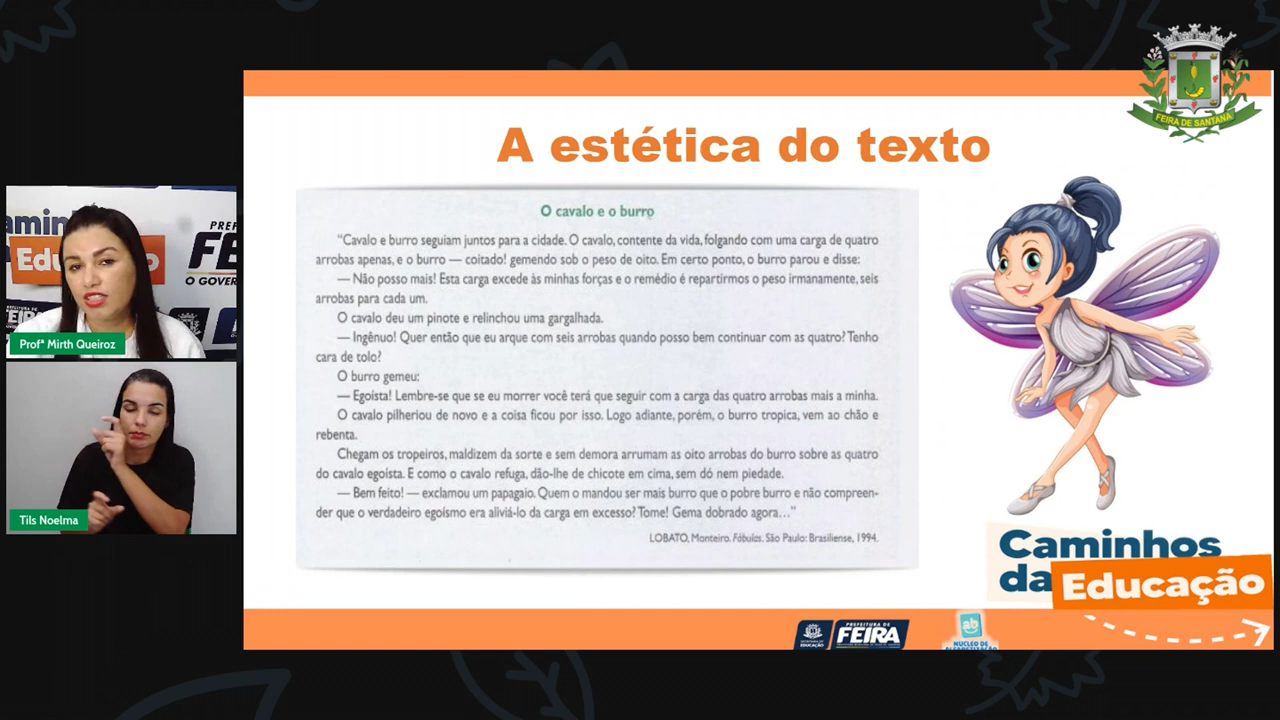 FEIRA DE SANTANA
A estética do texto
O cavalo e o burro
“Cavalo e burro seguiam juntos para a cidade. O cavalo, contente da vida, folgando com uma carga de quatro
arrobas apenas, e o burro — coitado! gemendo sob o peso de oito. Em certo ponto, o burro parou e disse:
— Não posso mais! Esta carga excede às minhas forças e o remédio é repartirmos o peso irmanamente, seis
arrobas para cada um.
O cavalo deu um pinote e relinchou uma gargalhada.
— Ingênuo! Quer então que eu arque com seis arrobas quando posso bem continuar com as quatro? Tenho
cara de tolo?
O burro gemeu:
— Egoísta! Lembre-se que se eu morrer você terá que seguir com a carga das quatro arrobas mais a minha.
O cavalo pilheriou de novo e a coisa ficou por isso. Logo adiante, porém, o burro tropica, vem ao chão e
rebenta.
Chegam os tropeiros, maldizem da sorte e sem demora arrumam as oito arrobas do burro sobre as quatro
do cavalo egoísta. E como o cavalo refuga, dão-lhe de chicote em cima, sem dó nem piedade.
— Bem feito! — exclamou um papagaio. Quem o mandou ser mais burro que o pobre burro e não compreen-
der que o verdadeiro egoísmo era aliviá-lo da carga em excesso? Tome! Gema dobrado agora...”
LOBATO, Monteiro. Fábulas. São Paulo: Brasiliense, 1994.
Profª Mirth Queiroz
Tils Noelma
Caminhos
da Educação
PREFEITURA DE
FEIRA
NÚCLEO DE